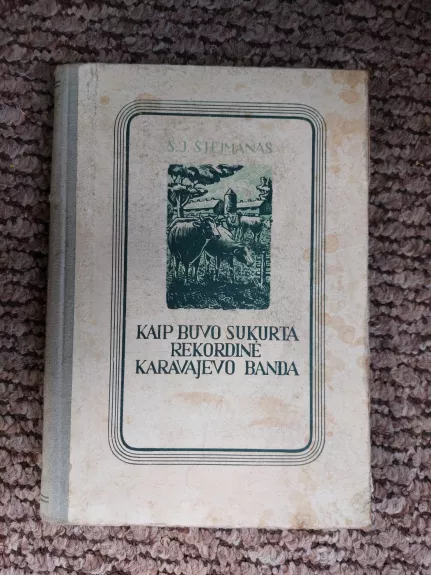 S.J. ŠTEIMANAS
KAIP BUVO SUKURTA
REKORDINĖ
KARAVAJEVO BANDA